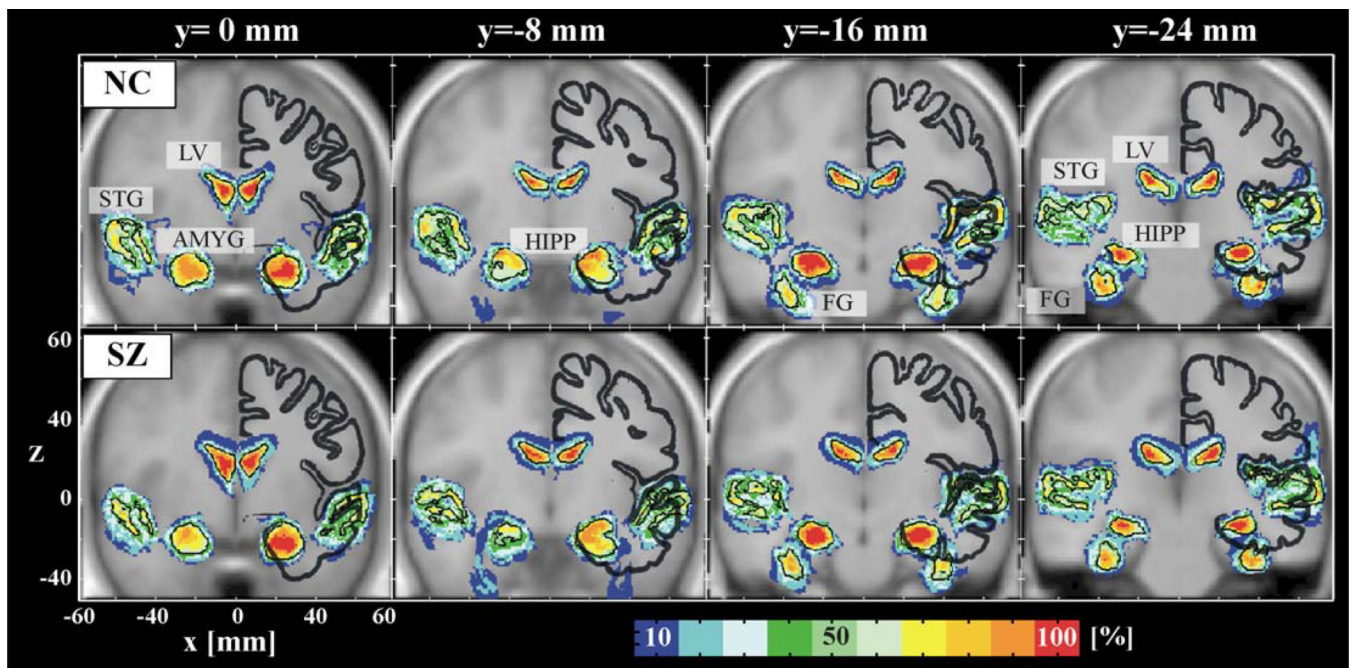 y= 0 mm y=-8 mm y=-16 mm y=-24 mm
NC
LV LV
STG STG
AMYG HIPP HIPP
FG FG
60 SZ
40
20
z
0
-20
-40
-60 -40 0 40 60
x [mm] 10 50 100 [%]